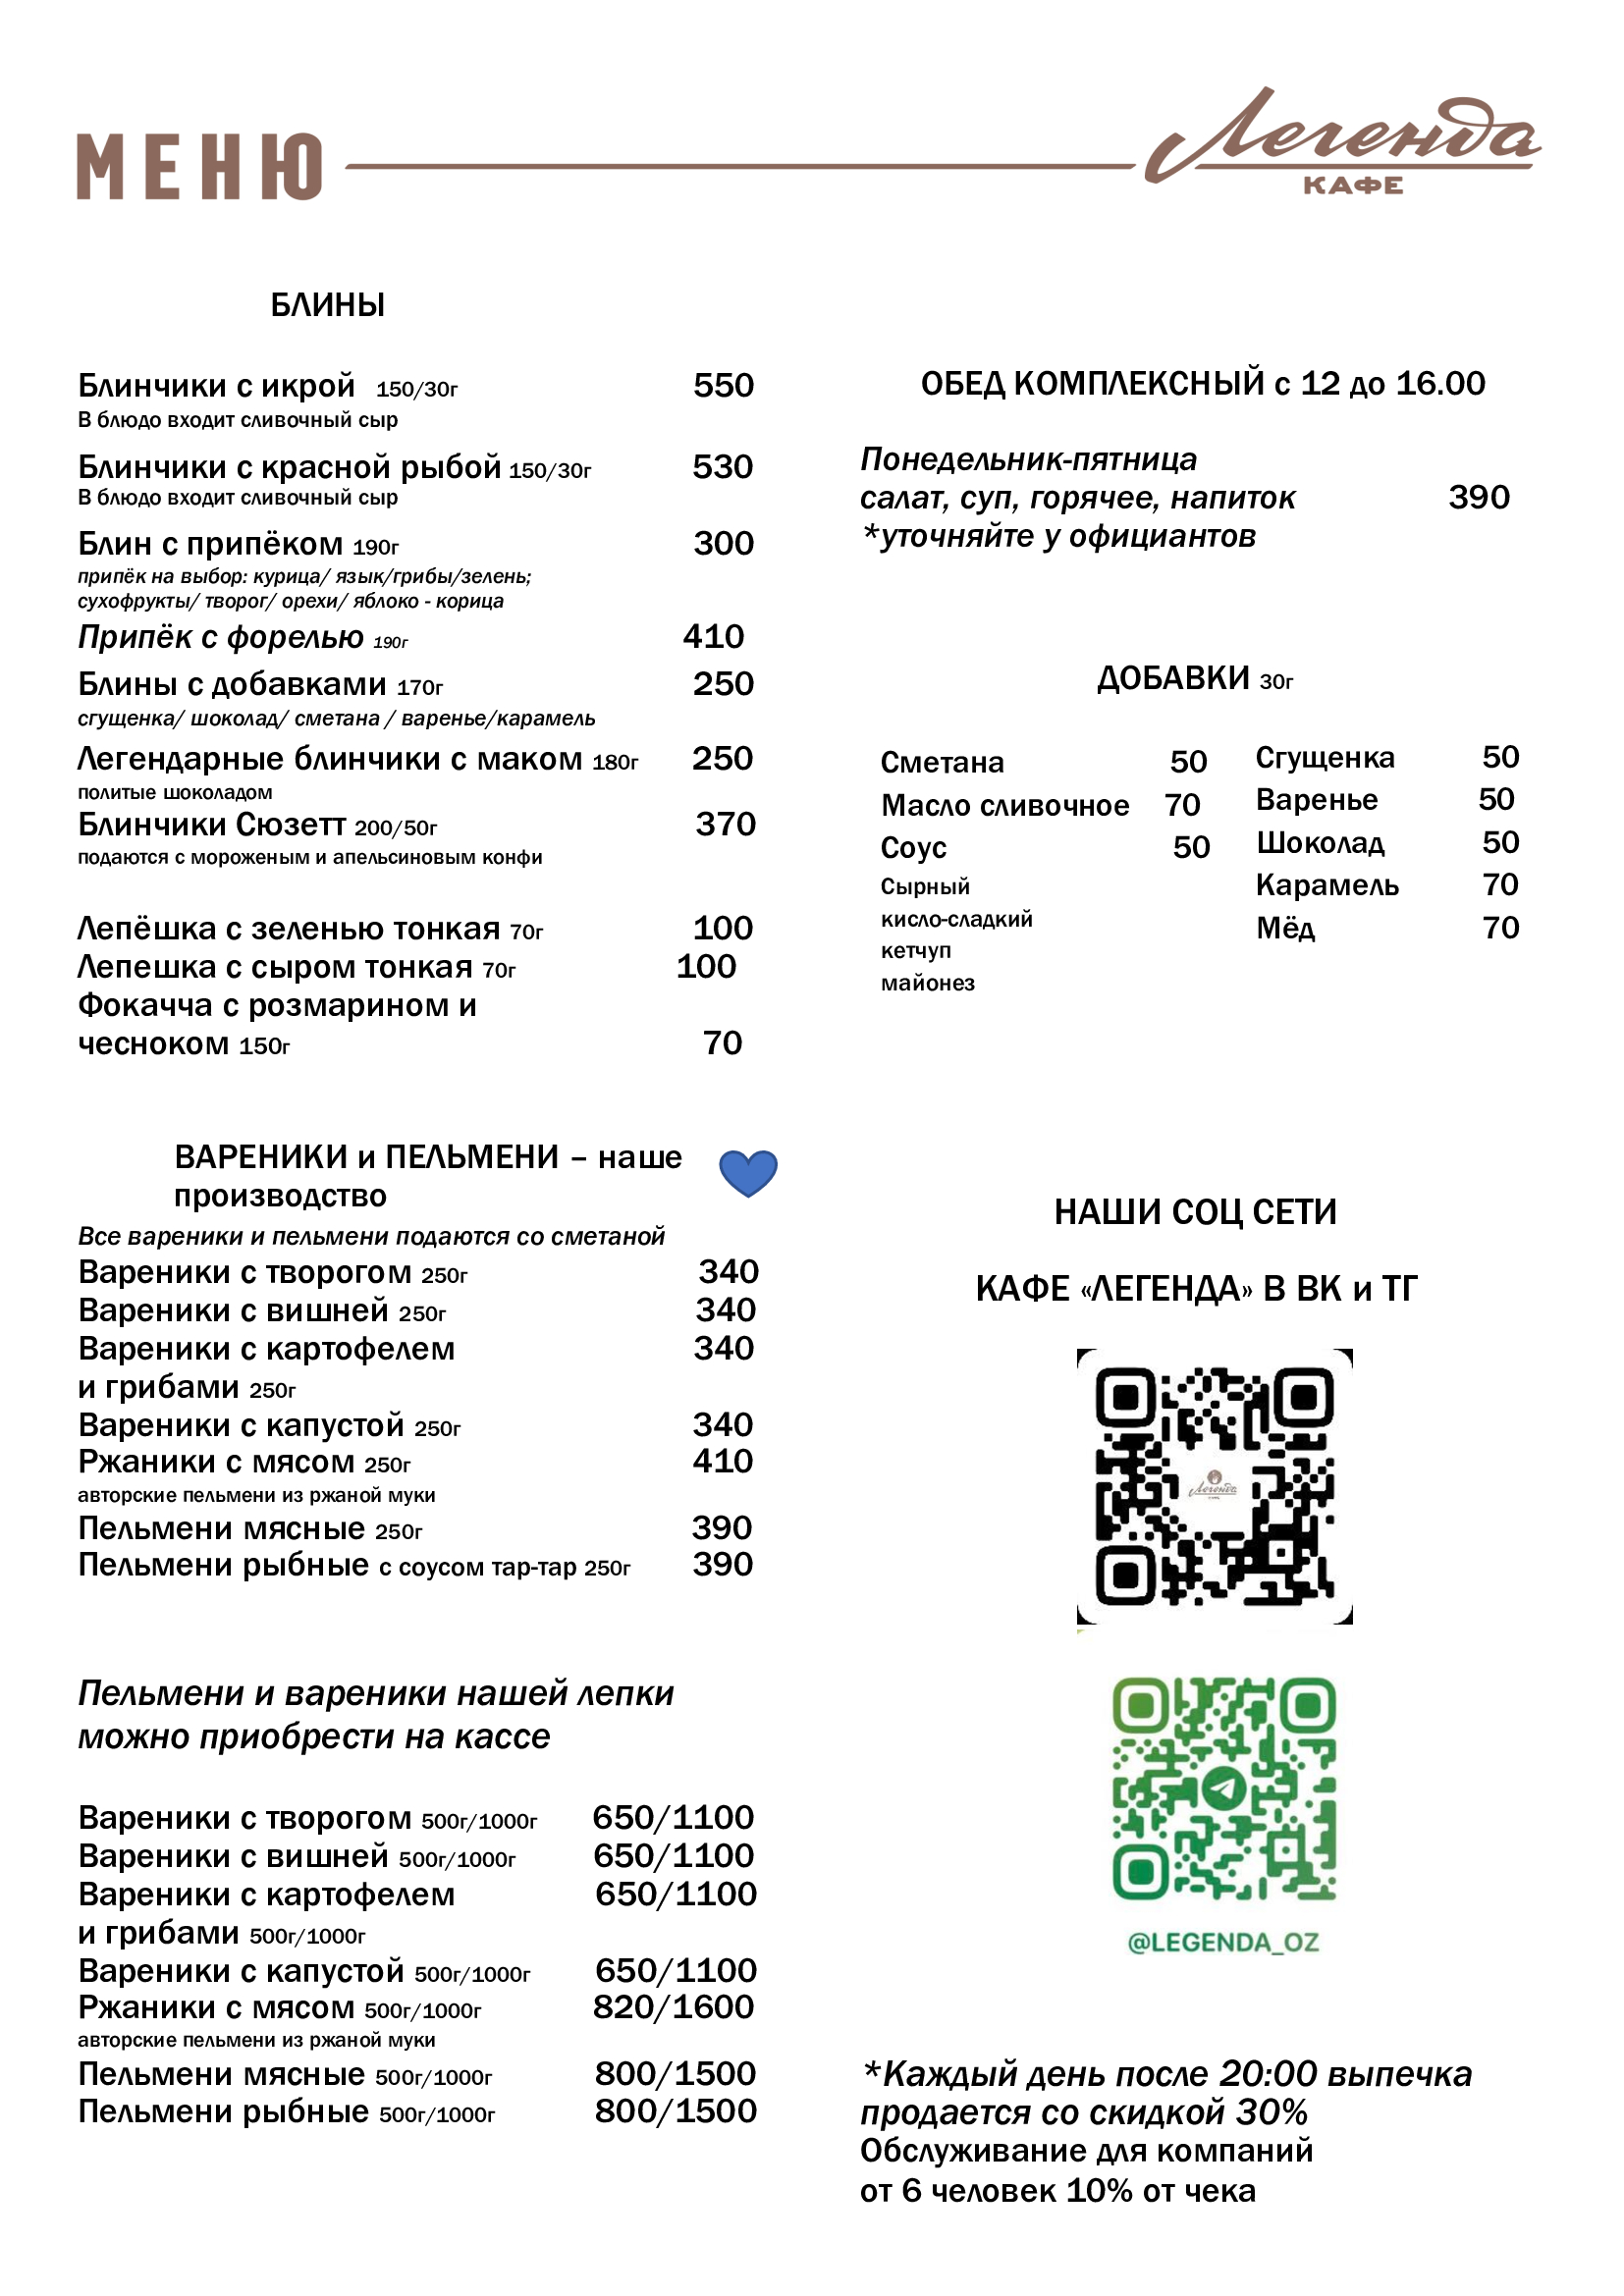 МЕНЮ
Легенда
КАФЕ
БЛИНЫ
Блинчики с икрой 150/30г 550
В блюдо входит сливочный сыр
Блинчики с красной рыбой 150/30г 530
В блюдо входит сливочный сыр
Блин с припёком 190г 300
припёк на выбор: курица/ язык/грибы/зелень;
сухофрукты/ творог/ орехи/ яблоко - корица
Припёк с форелью 190г 410
Блины с добавками 170г 250
сгущенка/ шоколад/ сметана / варенье/карамель
Легендарные блинчики с маком 180г 250
политые шоколадом
Блинчики Сюзетт 200/50г 370
подаются с мороженым и апельсиновым конфи
Лепёшка с зеленью тонкая 70г 100
Лепешка с сыром тонкая 70г 100
Фокачча с розмарином и
чесноком 150г 70
ВАРЕНИКИ и ПЕЛЬМЕНИ – наше
производство
Все вареники и пельмени подаются со сметаной
Вареники с творогом 250г 340
Вареники с вишней 250г 340
Вареники с картофелем 340
и грибами 250г
Вареники с капустой 250г 340
Ржаники с мясом 250г 410
авторские пельмени из ржаной муки
Пельмени мясные 250г 390
Пельмени рыбные с соусом тар-тар 250г 390
Пельмени и вареники нашей лепки
можно приобрести на кассе
Вареники с творогом 500г/1000г 650/1100
Вареники с вишней 500г/1000г 650/1100
Вареники с картофелем 650/1100
и грибами 500г/1000г
Вареники с капустой 500г/1000г 650/1100
Ржаники с мясом 500г/1000г 820/1600
авторские пельмени из ржаной муки
Пельмени мясные 500г/1000г 800/1500
Пельмени рыбные 500г/1000г 800/1500
ОБЕД КОМПЛЕКСНЫЙ с 12 до 16.00
Понедельник-пятница
салат, суп, горячее, напиток 390
*уточняйте у официантов
ДОБАВКИ 30г
Сметана 50
Масло сливочное 70
Соус 50
Сырный
кисло-сладкий
кетчуп
майонез
Сгущенка 50
Варенье 50
Шоколад 50
Карамель 70
Мёд 70
НАШИ СОЦ СЕТИ
КАФЕ «ЛЕГЕНДА» В ВК и ТГ
Легенда
@LEGENDA_OZ
*Каждый день после 20:00 выпечка
продается со скидкой 30%
Обслуживание для компаний
от 6 человек 10% от чека